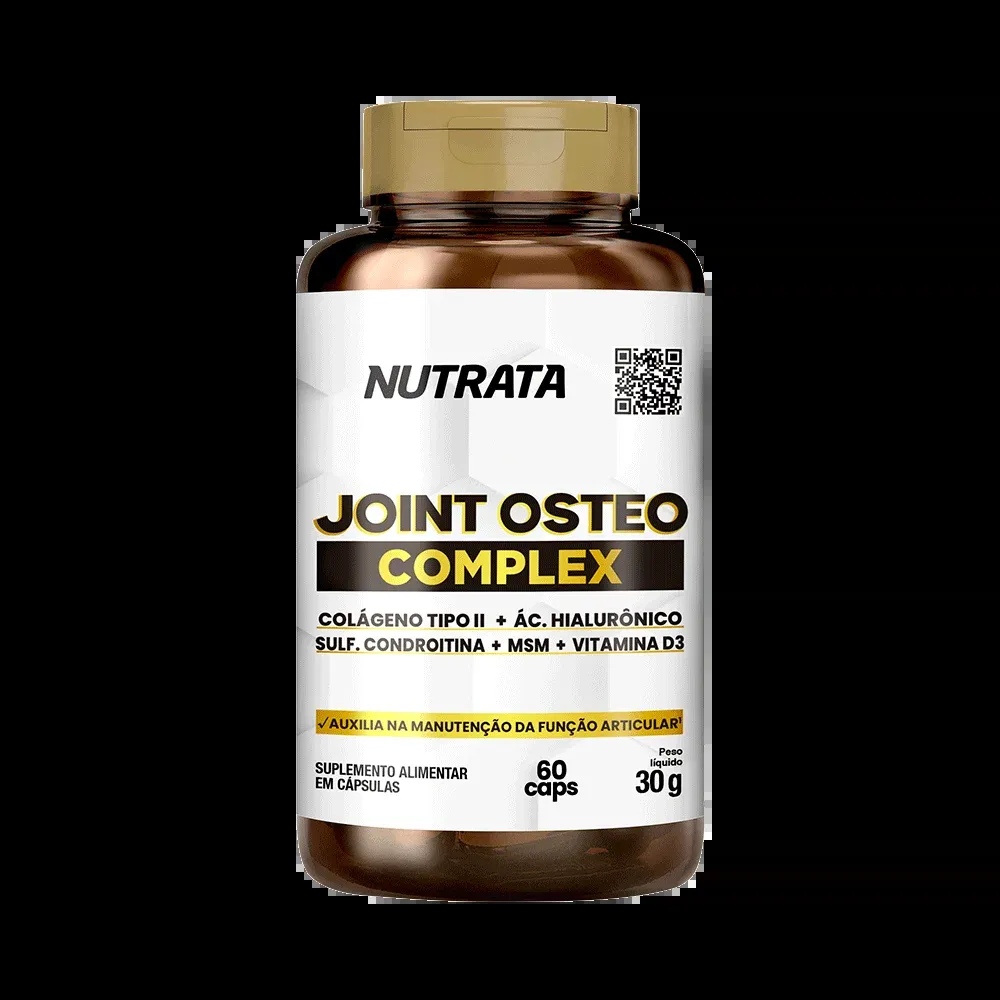 NUTRATA
JOINT OSTEO
COMPLEX
COLÁGENO TIPO II + ÁC. HIALURÔNICO
SULF. CONDROITINA + MSM + VITAMINA D3
✓AUXILIA NA MANUTENÇÃO DA FUNÇÃO ARTICULAR¹
SUPLEMENTO ALIMENTAR
EM CÁPSULAS
60
caps
Peso
líquido
30 g